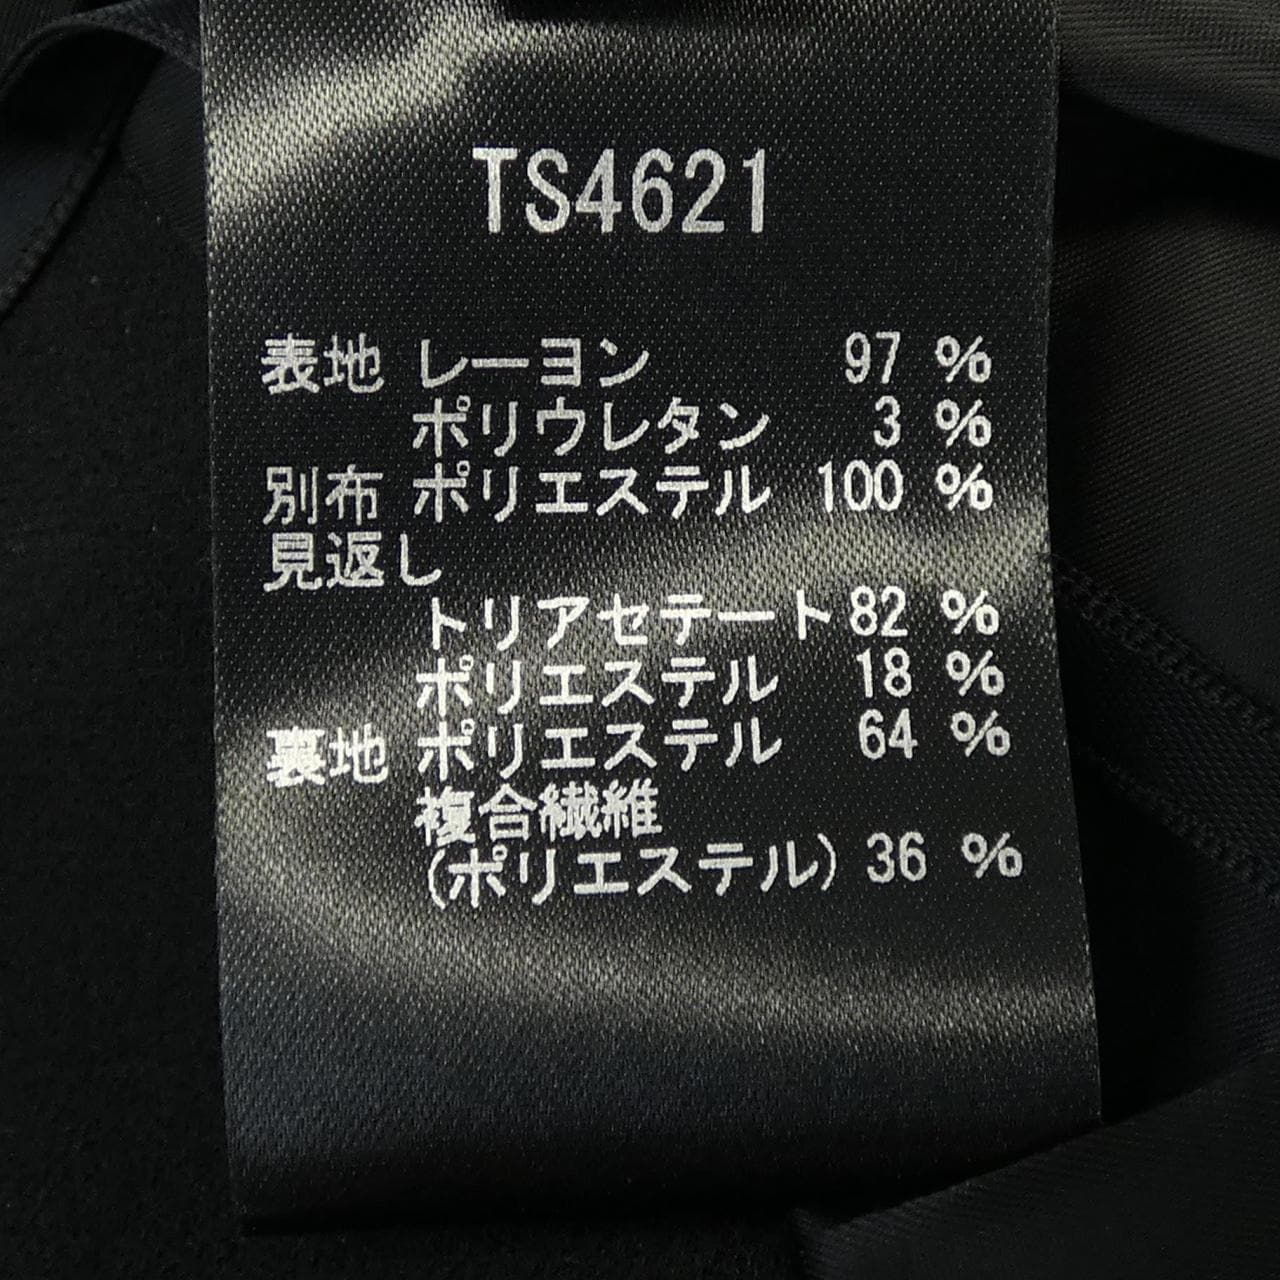 TS4621
表地 レーヨン 97 %
ポリウレタン 3 %
別布 ポリエステル 100 %
見返し
トリアセテート 82 %
ポリエステル 18 %
裏地 ポリエステル 64 %
複合繊維
(ポリエステル) 36 %